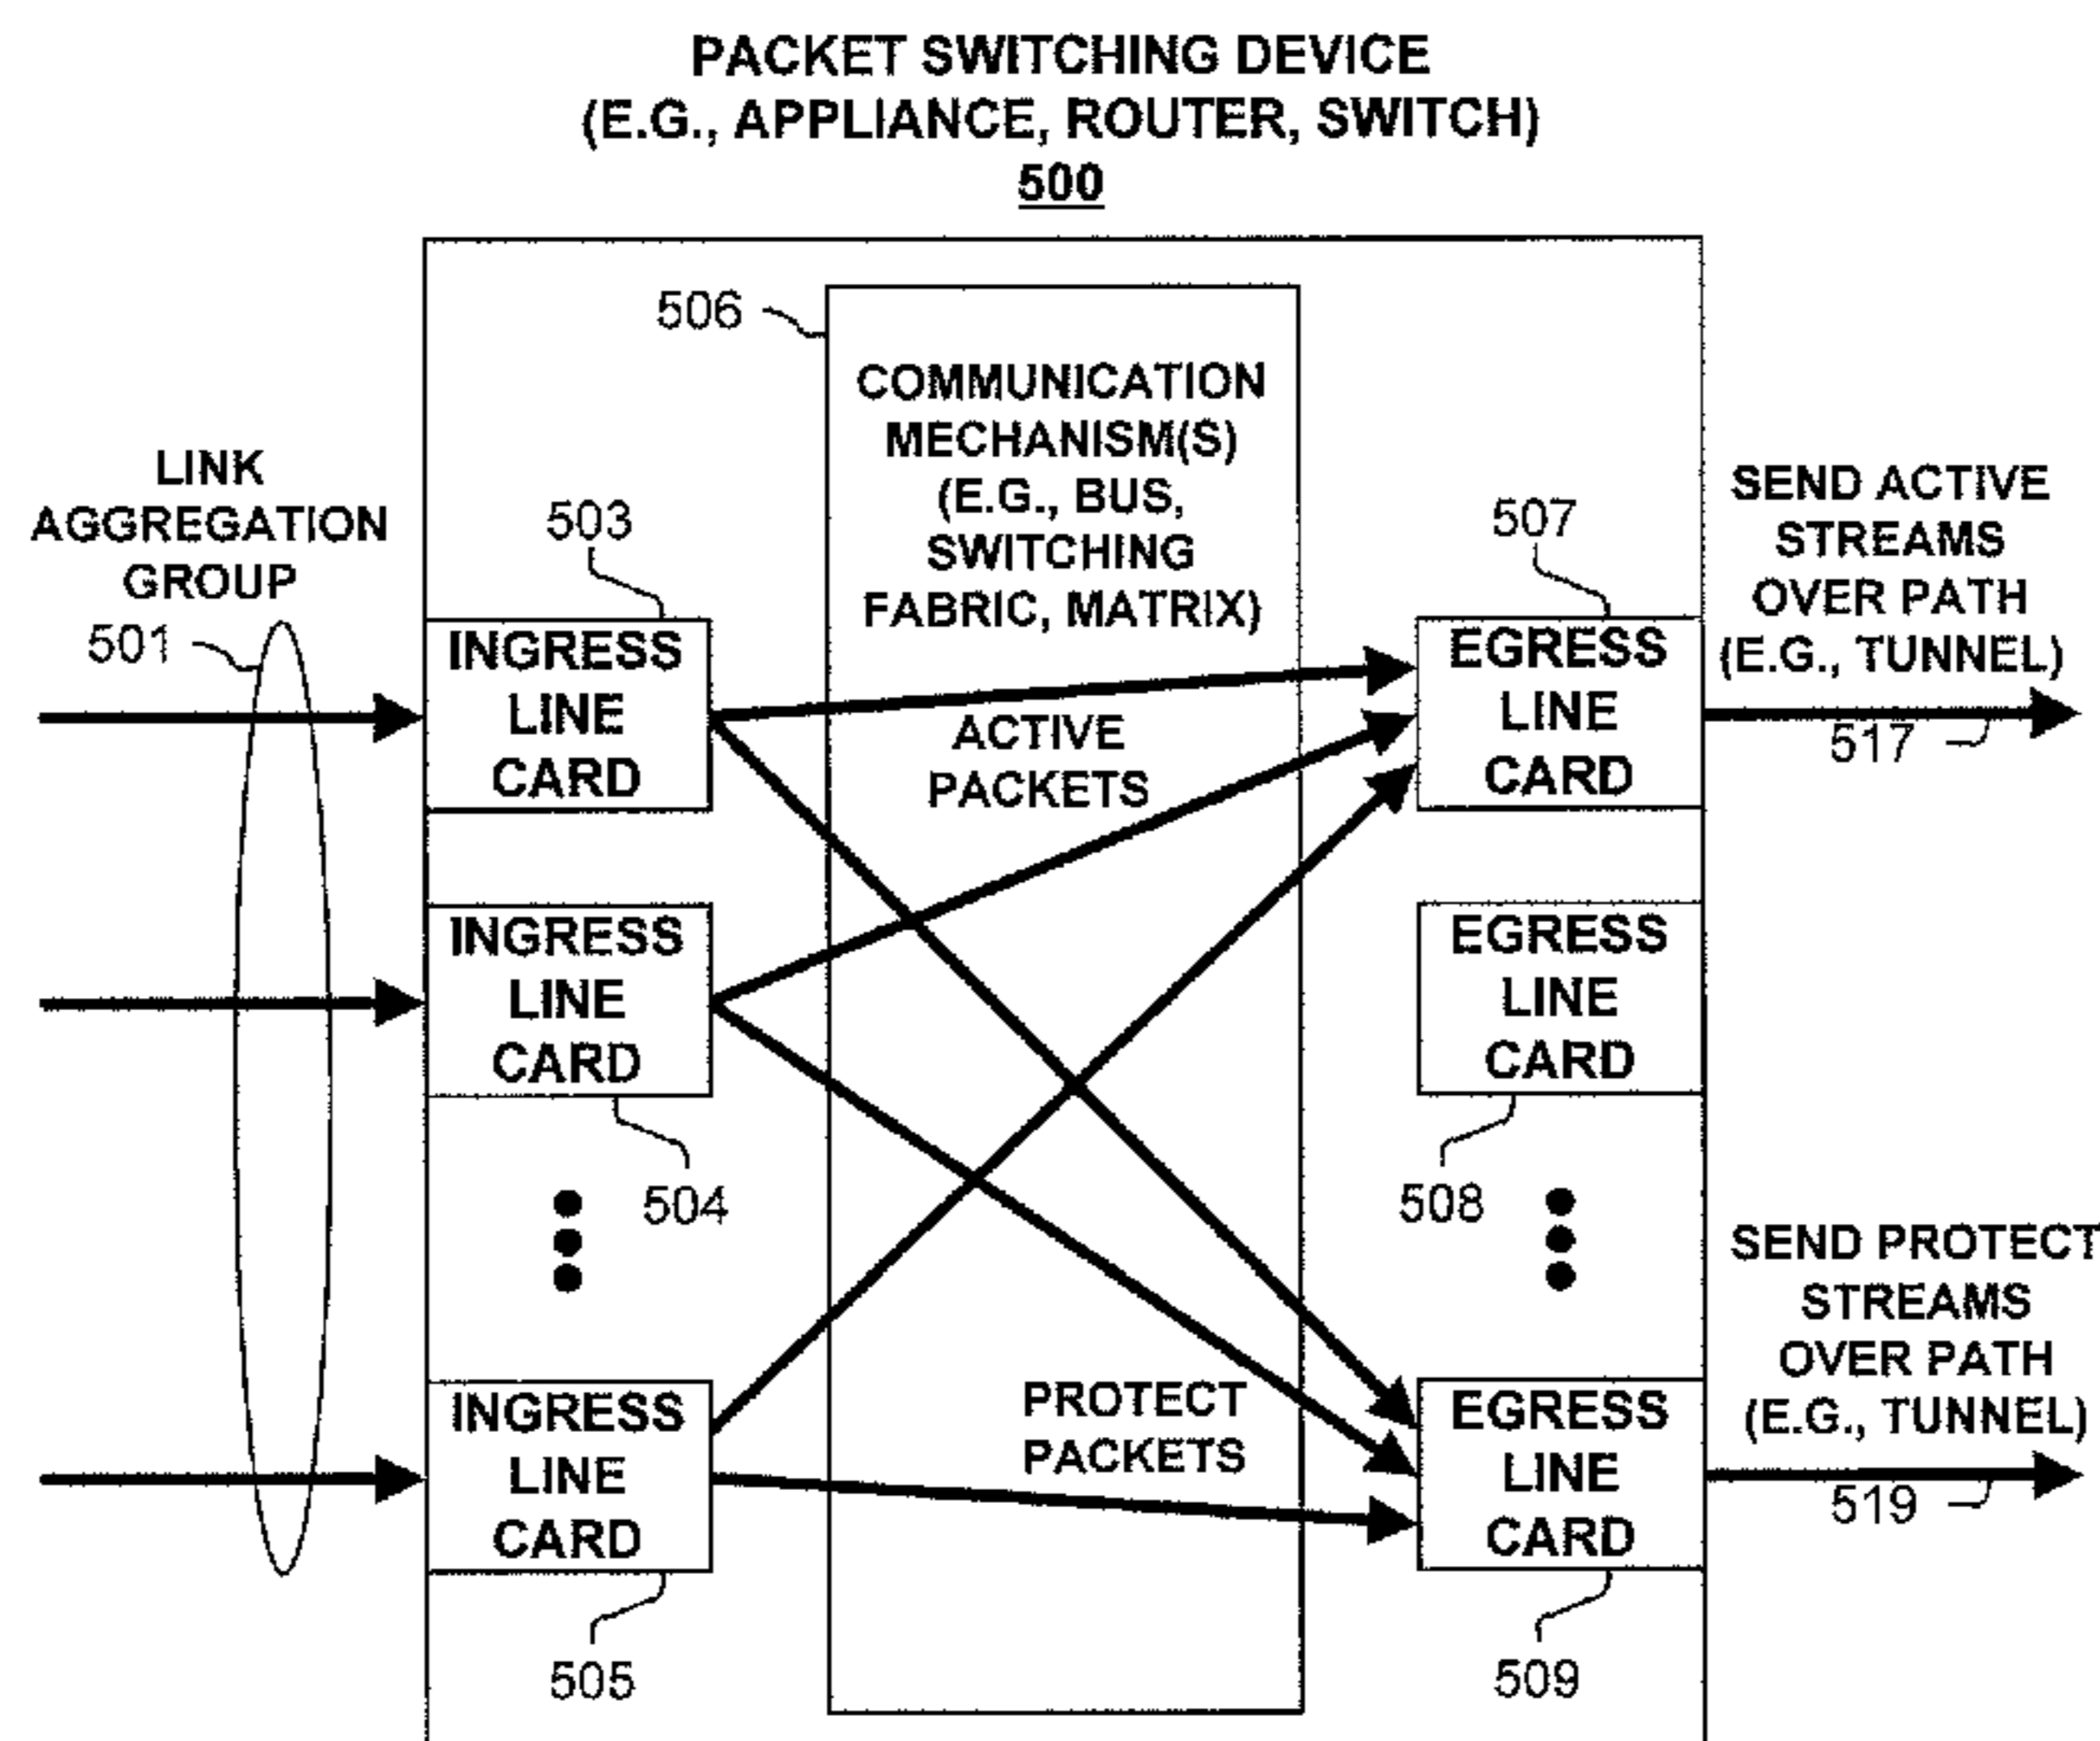 PACKET SWITCHING DEVICE
(E.G., APPLIANCE, ROUTER, SWITCH)
500
506
COMMUNICATION
MECHANISM(S)
(E.G., BUS,
SWITCHING
FABRIC, MATRIX)
LINK
AGGREGATION
GROUP
501
503
INGRESS
LINE
CARD
ACTIVE
PACKETS
507
EGRESS
LINE
CARD
SEND ACTIVE
STREAMS
OVER PATH
(E.G., TUNNEL)
517
INGRESS
LINE
CARD
504
EGRESS
LINE
CARD
508
INGRESS
LINE
CARD
505
PROTECT
PACKETS
EGRESS
LINE
CARD
509
SEND PROTECT
STREAMS
OVER PATH
(E.G., TUNNEL)
519